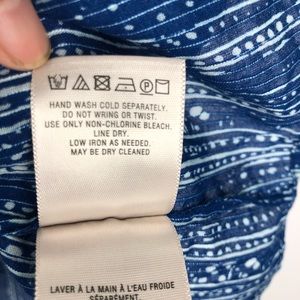 HAND WASH COLD SEPARATELY.
DO NOT WRING OR TWIST.
USE ONLY NON-CHLORINE BLEACH.
LINE DRY.
LOW IRON AS NEEDED.
MAY BE DRY CLEANED
LAVER À LA MAIN À L'EAU FROIDE
SÉPARÉMENT.